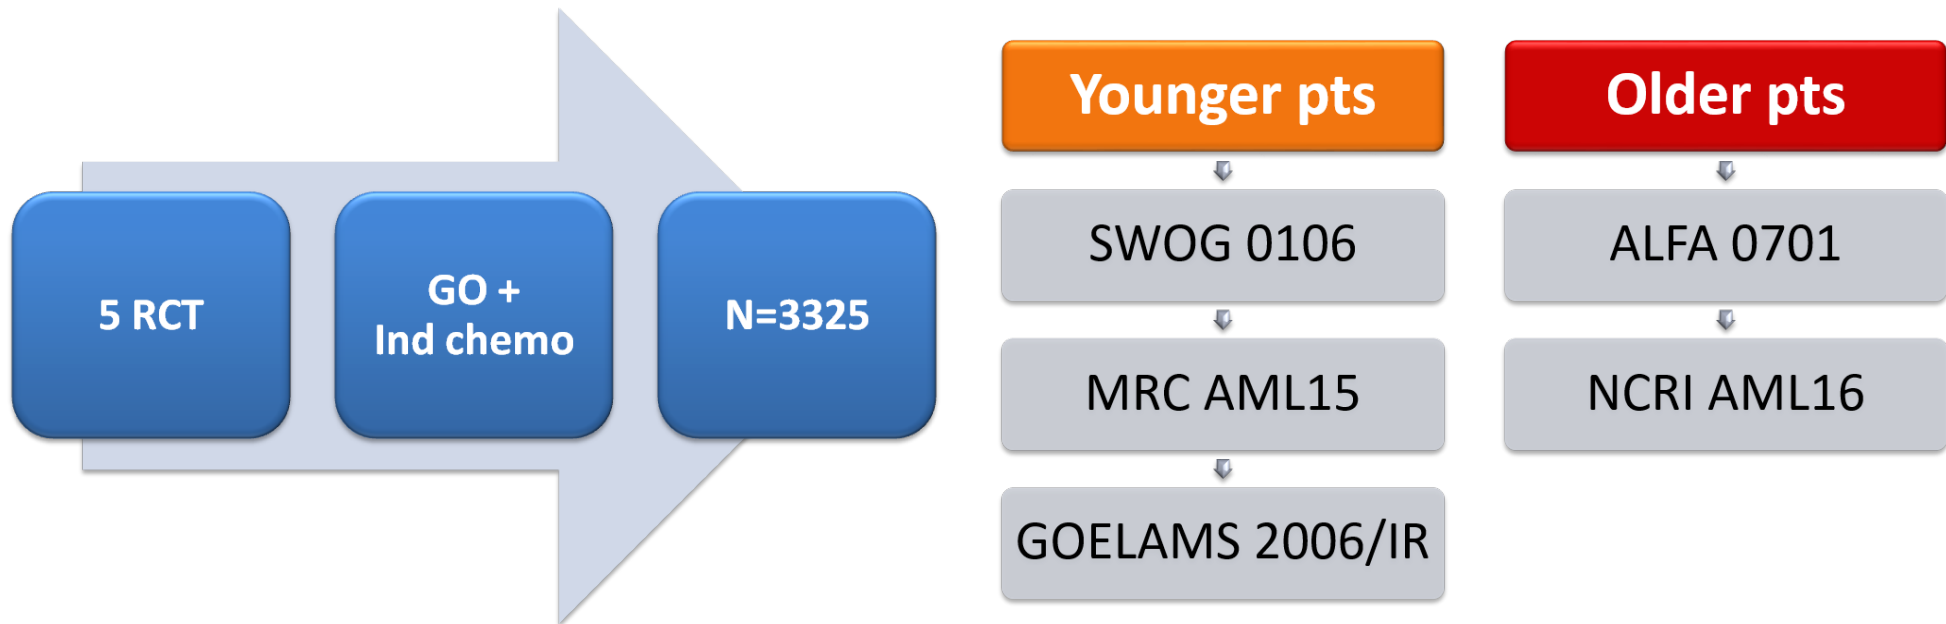 5 RCT
GO +
Ind chemo
N=3325
Younger pts
SWOG 0106
MRC AML15
GOELAMS 2006/IR
Older pts
ALFA 0701
NCRI AML16